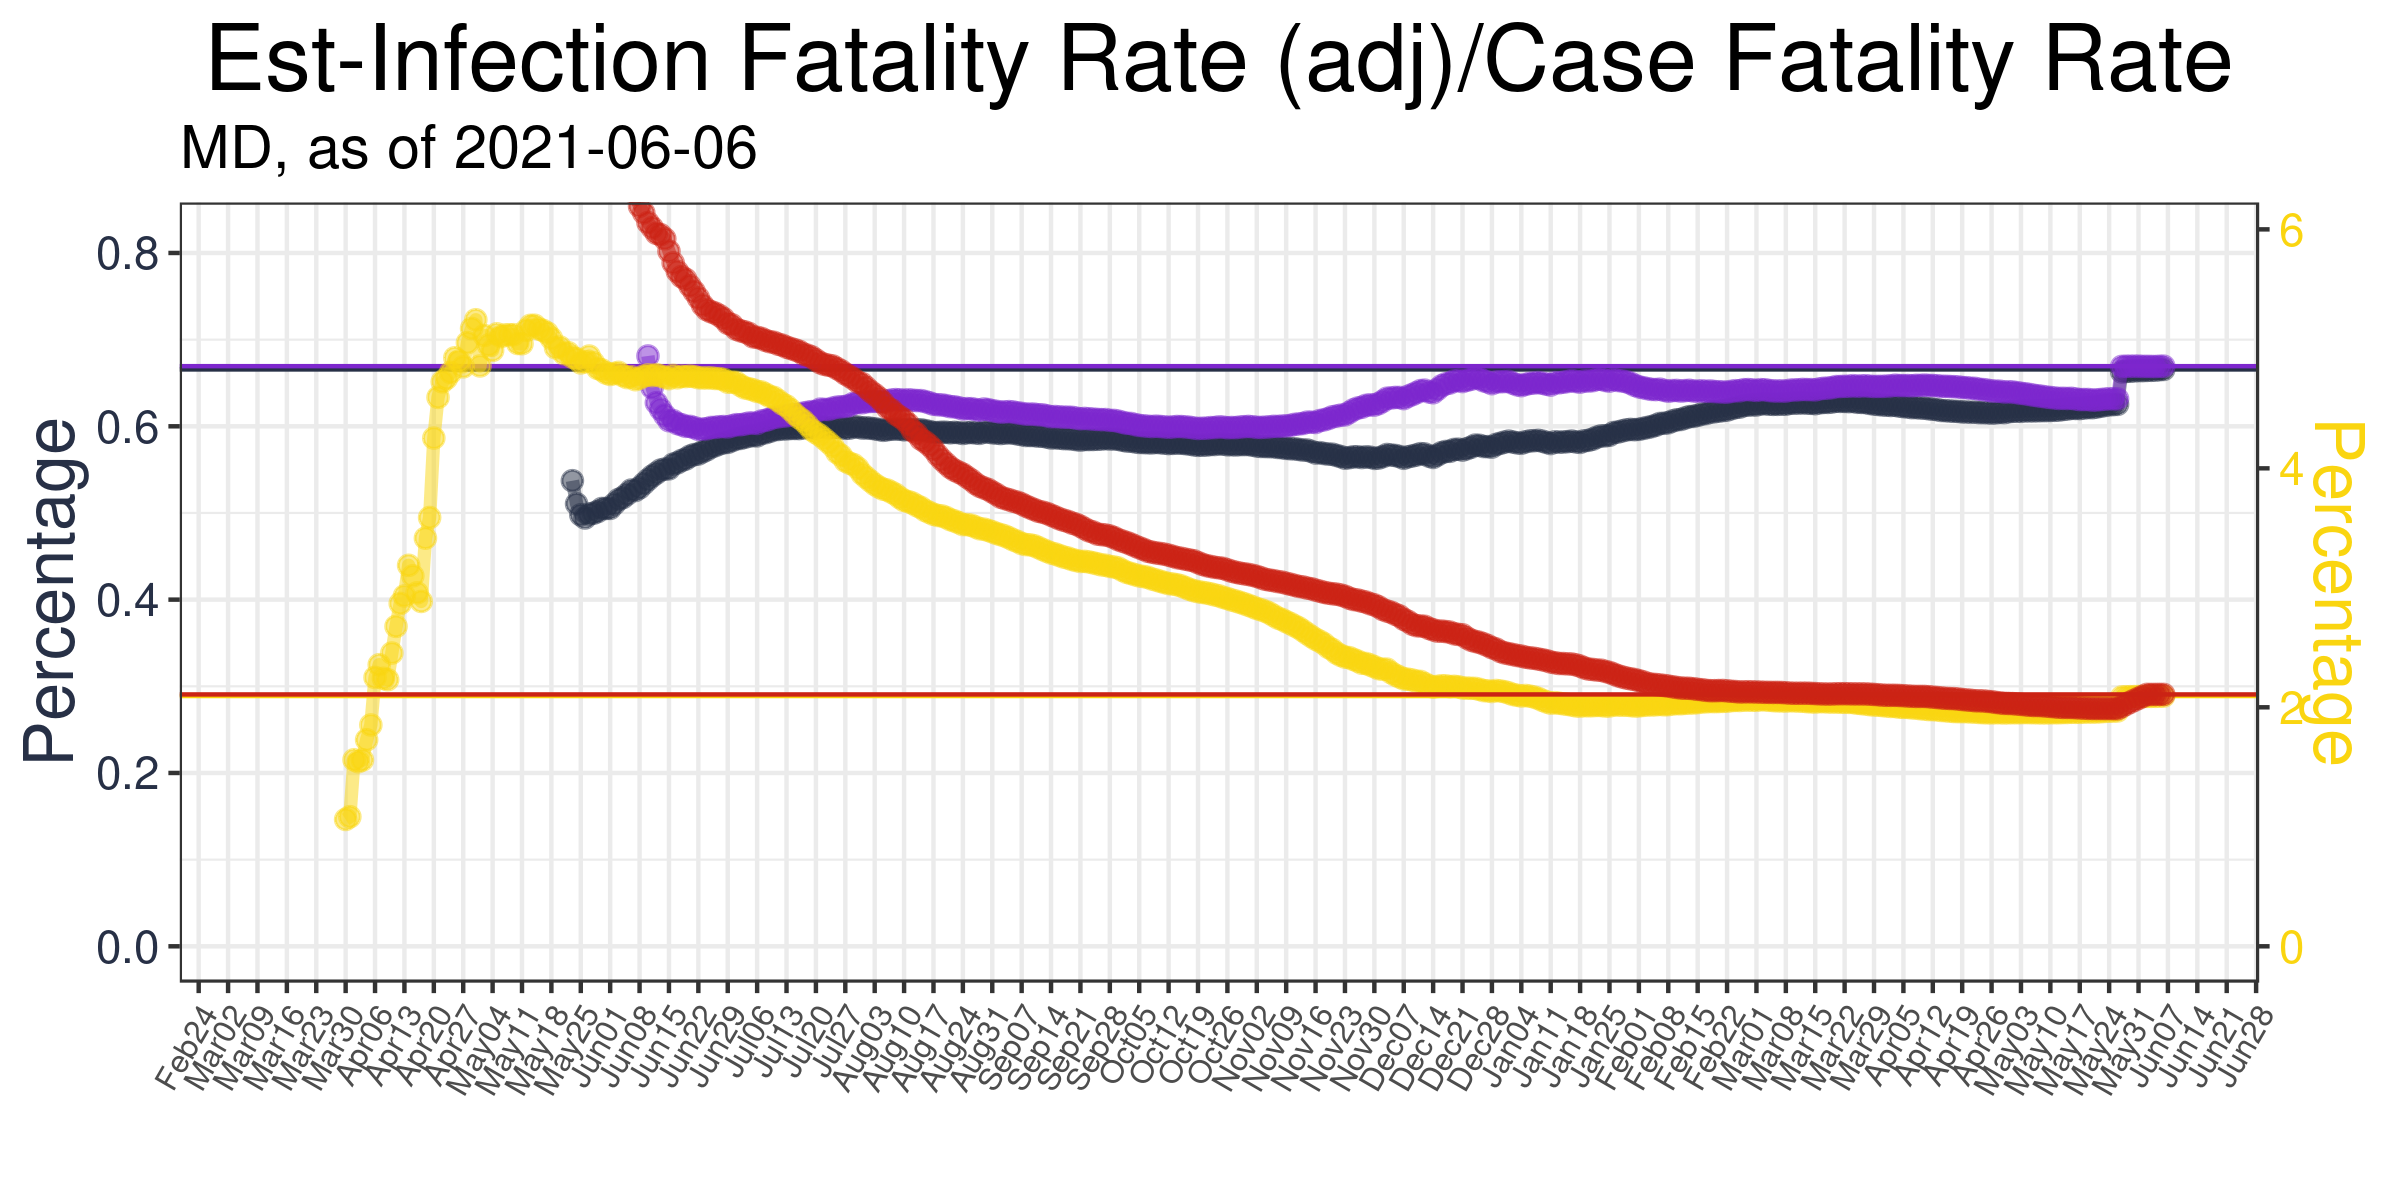 Est-Infection Fatality Rate (adj)/Case Fatality Rate
MD, as of 2021-06-06
Percentage
0.8
0.6
0.4
0.2
0.0
6
4
2
0
Percentage
Feb24
Mar02
Mar09
Mar16
Mar23
Mar30
Apr06
Apr13
Apr20
Apr27
May04
May11
May18
May25
Jun01
Jun08
Jun15
Jun22
Jun29
Jul06
Jul13
Jul20
Jul27
Aug03
Aug10
Aug17
Aug24
Aug31
Sep07
Sep14
Sep21
Sep28
Oct05
Oct12
Oct19
Oct26
Nov02
Nov09
Nov16
Nov23
Nov30
Dec07
Dec14
Dec21
Dec28
Jan04
Jan11
Jan18
Jan25
Feb01
Feb08
Feb15
Feb22
Mar01
Mar08
Mar15
Mar22
Mar29
Apr05
Apr12
Apr19
Apr26
May03
May10
May17
May24
May31
Jun07
Jun14
Jun21
Jun28